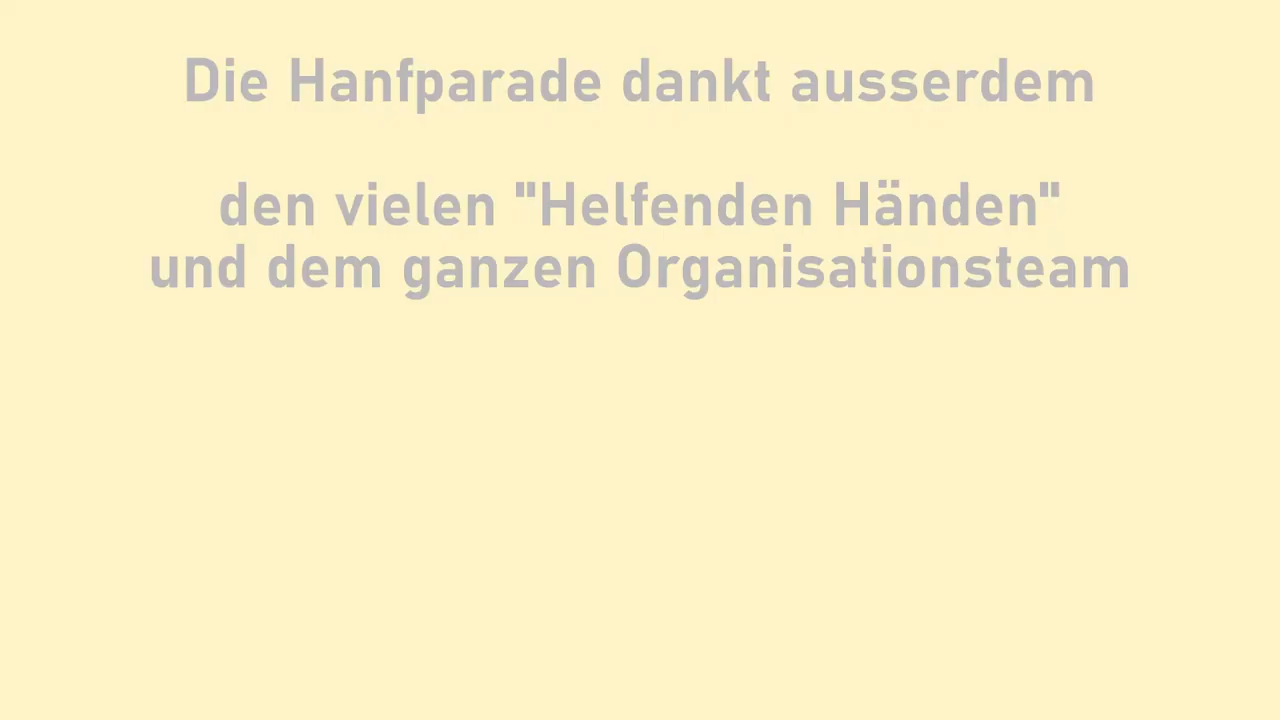 Die Hanfparade dankt ausserdem
den vielen "Helfenden Händen"
und dem ganzen Organisationsteam